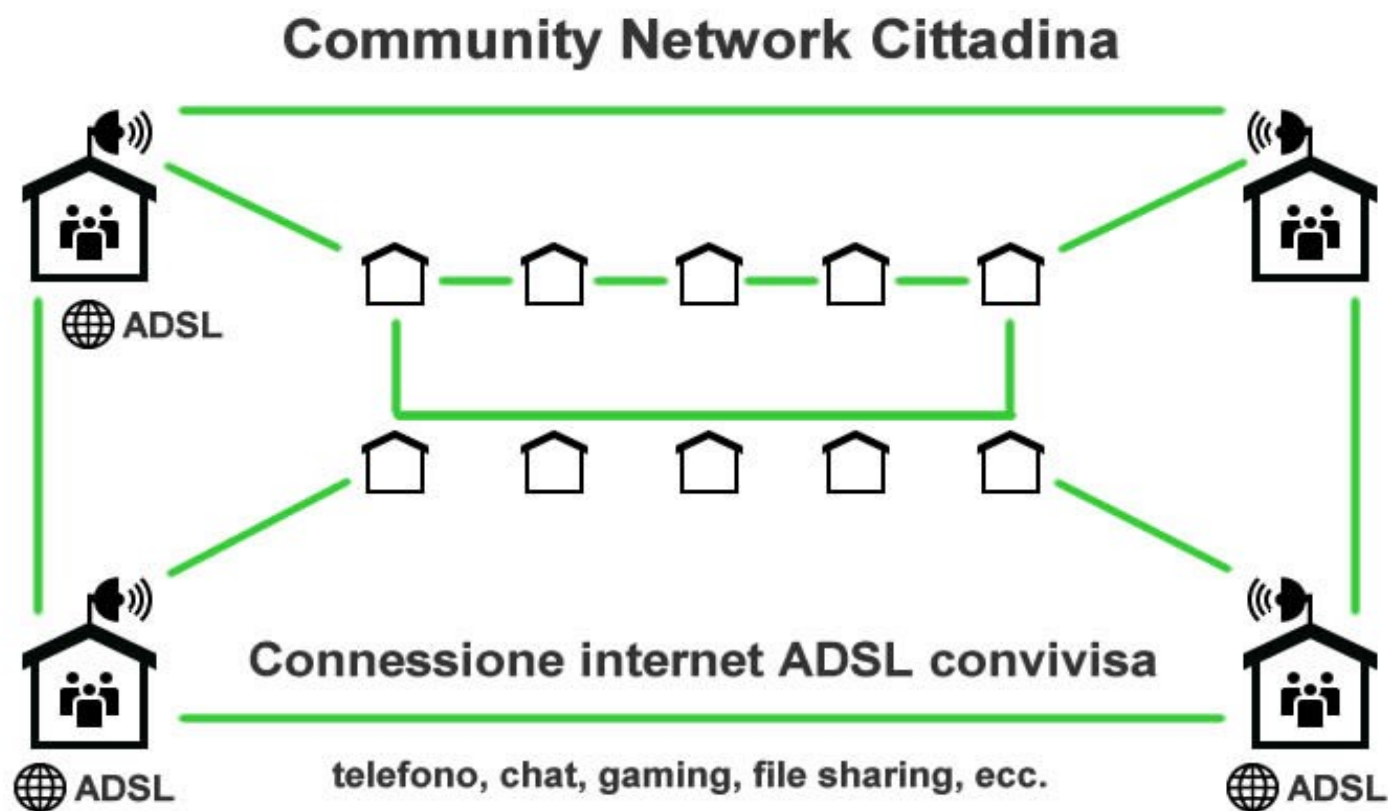 Community Network Cittadina
ADSL
Connessione internet ADSL convivisa
telefono, chat, gaming, file sharing, ecc.
ADSL
ADSL